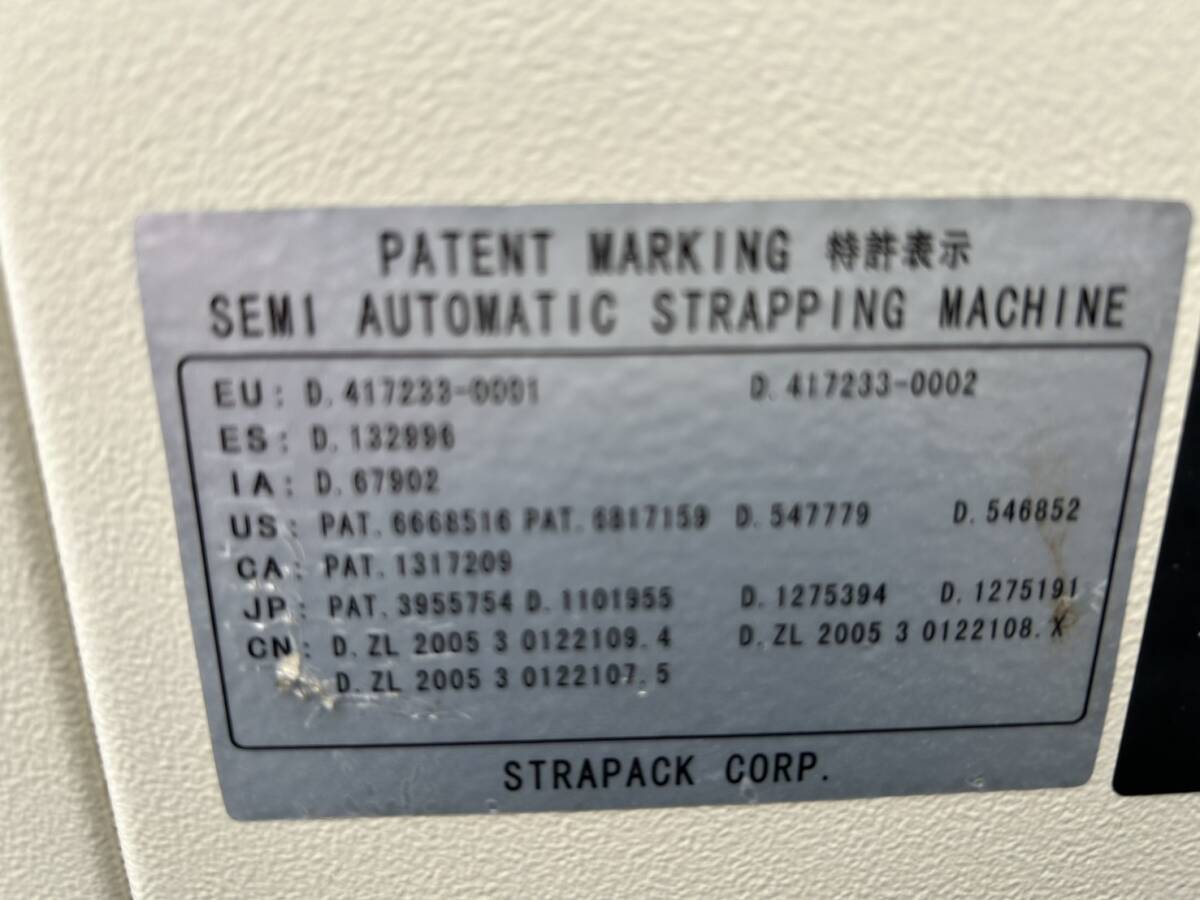 PATENT MARKING 特許表示
SEMI AUTOMATIC STRAPPING MACHINE
EU: D. 417233-0001 D. 417233-0002
ES: D. 132996
IA: D. 67902
US: PAT. 6668516 PAT. 6817159 D. 547779 D. 546852
CA: PAT. 1317209
JP: PAT. 3955754 D. 1101955 D. 1275394 D. 1275191
CN: D. ZL 2005 3 0122109. 4 D. ZL 2005 3 0122108. X
D. ZL 2005 3 0122107. 5
STRAPACK CORP.